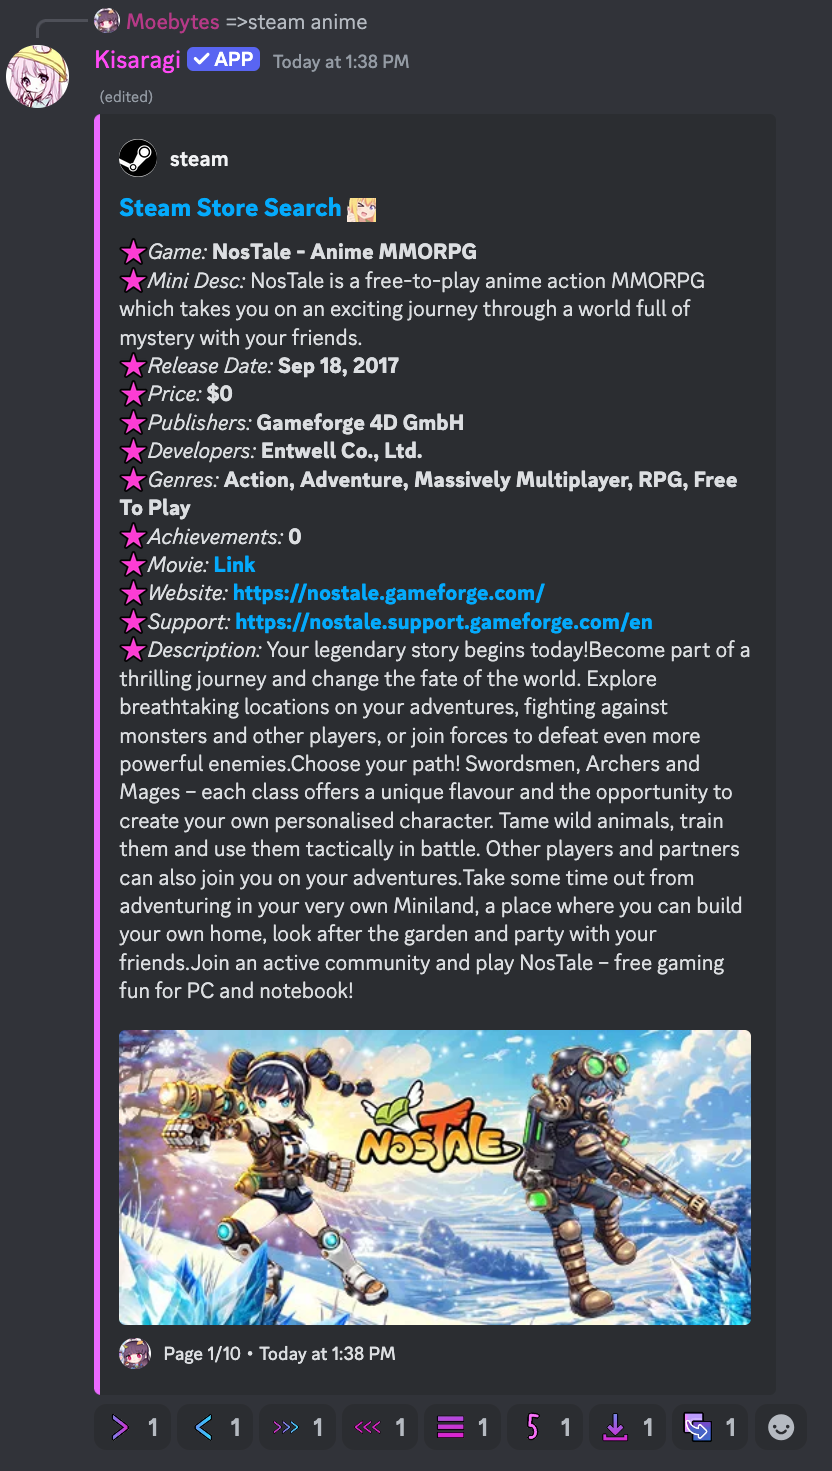 Moebytes =>steam anime
Kisaragi APP Today at 1:38 PM
(edited)
steam
Steam Store Search
Game: NosTale - Anime MMORPG
Mini Desc: NosTale is a free-to-play anime action MMORPG
which takes you on an exciting journey through a world full of
mystery with your friends.
Release Date: Sep 18, 2017
Price: $0
Publishers: Gameforge 4D GmbH
Developers: Entwell Co., Ltd.
Genres: Action, Adventure, Massively Multiplayer, RPG, Free
To Play
Achievements: 0
Movie: Link
Website: https://nostale.gameforge.com/
Support: https://nostale.support.gameforge.com/en
Description: Your legendary story begins today!Become part of a
thrilling journey and change the fate of the world. Explore
breathtaking locations on your adventures, fighting against
monsters and other players, or join forces to defeat even more
powerful enemies.Choose your path! Swordsmen, Archers and
Mages – each class offers a unique flavour and the opportunity to
create your own personalised character. Tame wild animals, train
them and use them tactically in battle. Other players and partners
can also join you on your adventures.Take some time out from
adventuring in your very own Miniland, a place where you can build
your own home, look after the garden and party with your
friends.Join an active community and play NosTale – free gaming
fun for PC and notebook!
NosTale
Page 1/10 • Today at 1:38 PM
> 1 < 1 >>> 1 <<< 1 1 5 1 1 1